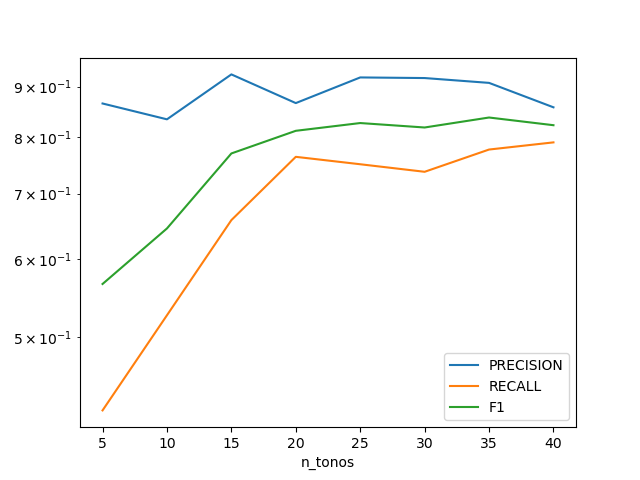 9 × 10⁻¹
8 × 10⁻¹
7 × 10⁻¹
6 × 10⁻¹
5 × 10⁻¹
PRECISION
RECALL
F1
5 10 15 20 25 30 35 40
n_tonos